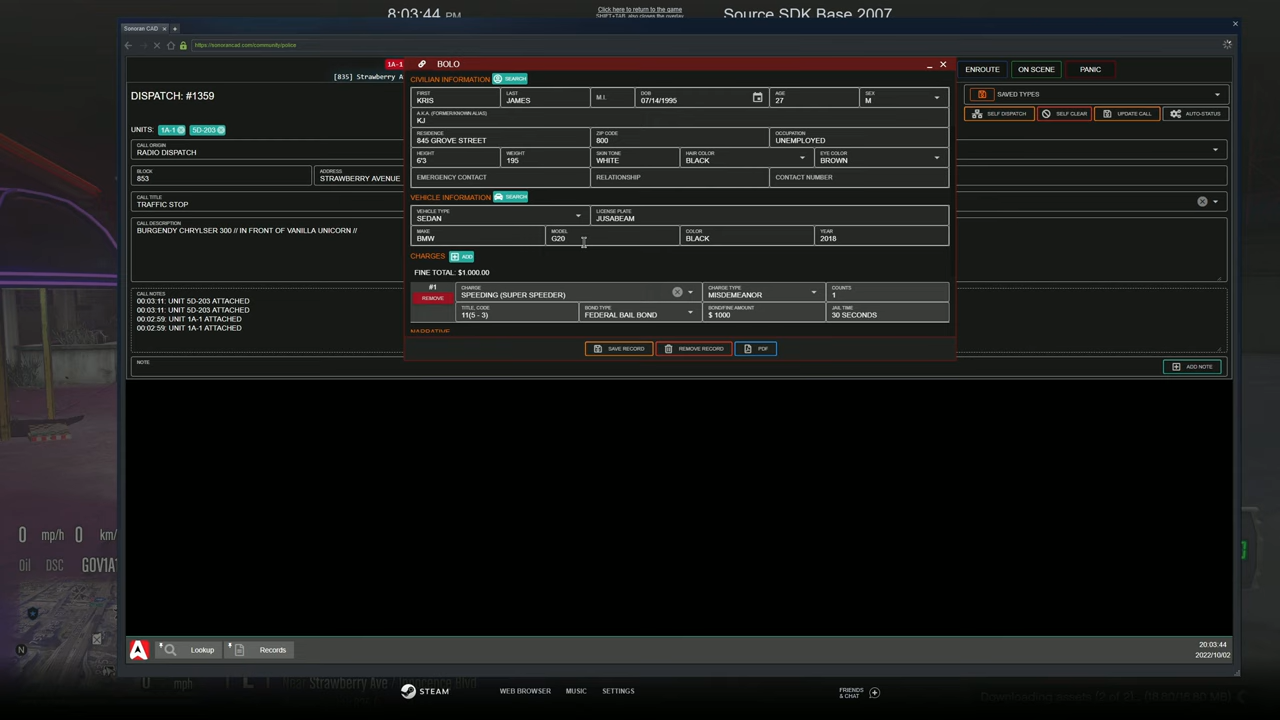 8:03:44 PM
Click here to return to the game
SHIFT+TAB also closes the overlay
Source SDK Base 2007
Sonoran CAD
https://sonorancad.com/community/police
1A-1
[835] Strawberry A
BOLO
ENROUTE
ON SCENE
PANIC
DISPATCH: #1359
SAVED TYPES
SELF DISPATCH
SELF CLEAR
UPDATE CALL
AUTO-STATUS
UNITS: 1A-1 5D-203
CALL ORIGIN
RADIO DISPATCH
BLOCK
853
ADDRESS
STRAWBERRY AVENUE
CALL TITLE
TRAFFIC STOP
CALL DESCRIPTION
BURGENDY CHRYLSER 300 // IN FRONT OF VANILLA UNICORN //
CALL NOTES
00:03:11: UNIT 5D-203 ATTACHED
00:03:11: UNIT 5D-203 ATTACHED
00:02:59: UNIT 1A-1 ATTACHED
00:02:59: UNIT 1A-1 ATTACHED
NOTE
ADD NOTE
CIVILIAN INFORMATION SEARCH
FIRST LAST M.I. DOB AGE SEX
KRIS JAMES 07/14/1995 27 M
A.K.A. (FORMER/KNOWN ALIAS)
KJ
RESIDENCE ZIP CODE OCCUPATION
845 GROVE STREET 800 UNEMPLOYED
HEIGHT WEIGHT SKIN TONE HAIR COLOR EYE COLOR
6'3 195 WHITE BLACK BROWN
EMERGENCY CONTACT RELATIONSHIP CONTACT NUMBER
VEHICLE INFORMATION SEARCH
VEHICLE TYPE LICENSE PLATE
SEDAN JUSABEAM
MAKE MODEL COLOR YEAR
BMW G20 BLACK 2018
CHARGES ADD
FINE TOTAL: $1,000.00
#1
REMOVE
CHARGE CHARGE TYPE COUNTS
SPEEDING (SUPER SPEEDER) MISDEMEANOR 1
TITLE, CODE BOND TYPE BOND/FINE AMOUNT JAIL TIME
11(5 - 3) FEDERAL BAIL BOND $ 1000 30 SECONDS
NARRATIVE
SAVE RECORD
REMOVE RECORD
PDF
0 mp/h 0 km/
Oil DSC GOV1A1
N
Lookup
Records
20:03:44
2022/10/02
0 mph
Near Strawberry Ave / Innocence Blvd
STEAM
WEB BROWSER
MUSIC
SETTINGS
FRIENDS
& CHAT